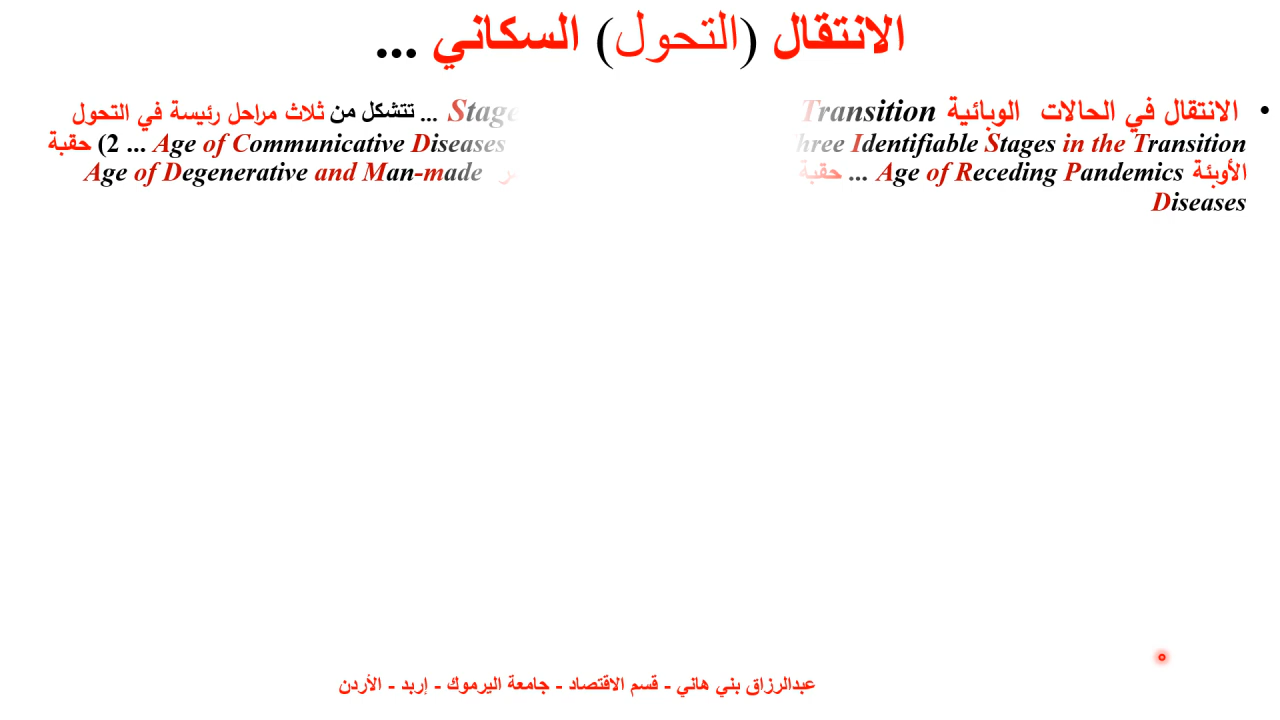 الانتقال (التحول) السكاني ...
• الانتقال في الحالات الوبائية Transition Stage ... تتشكل من ثلاث مراحل رئيسة في التحول
Identifiable Stages in the Transition Age of Communicative Diseases ... 2) حقبة
الأوبئة Age of Receding Pandemics ... حقبة Age of Degenerative and Man-made
Diseases
عبدالرزاق بني هاني - قسم الاقتصاد - جامعة اليرموك - إربد - الأردن